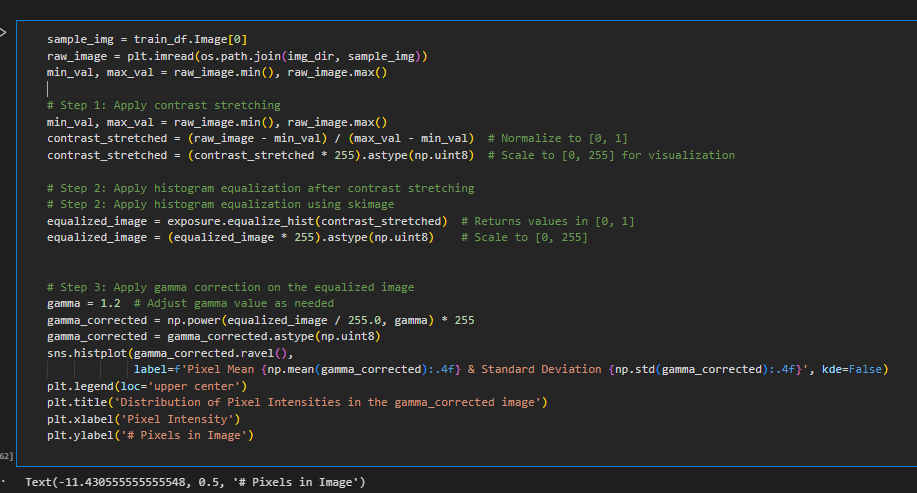 sample_img = train_df.Image[0]
raw_image = plt.imread(os.path.join(img_dir, sample_img))
min_val, max_val = raw_image.min(), raw_image.max()
# Step 1: Apply contrast stretching
min_val, max_val = raw_image.min(), raw_image.max()
contrast_stretched = (raw_image - min_val) / (max_val - min_val)  # Normalize to [0, 1]
contrast_stretched = (contrast_stretched * 255).astype(np.uint8)  # Scale to [0, 255] for visualization
# Step 2: Apply histogram equalization after contrast stretching
# Step 2: Apply histogram equalization using skimage
equalized_image = exposure.equalize_hist(contrast_stretched)  # Returns values in [0, 1]
equalized_image = (equalized_image * 255).astype(np.uint8)    # Scale to [0, 255]
# Step 3: Apply gamma correction on the equalized image
gamma = 1.2  # Adjust gamma value as needed
gamma_corrected = np.power(equalized_image / 255.0, gamma) * 255
gamma_corrected = gamma_corrected.astype(np.uint8)
sns.histplot(gamma_corrected.ravel(),
label=f'Pixel Mean {np.mean(gamma_corrected):.4f} & Standard Deviation {np.std(gamma_corrected):.4f}', kde=False)
plt.legend(loc='upper center')
plt.title('Distribution of Pixel Intensities in the gamma_corrected image')
plt.xlabel('Pixel Intensity')
plt.ylabel('# Pixels in Image')
62]
Text(-11.430555555555548, 0.5, '# Pixels in Image')